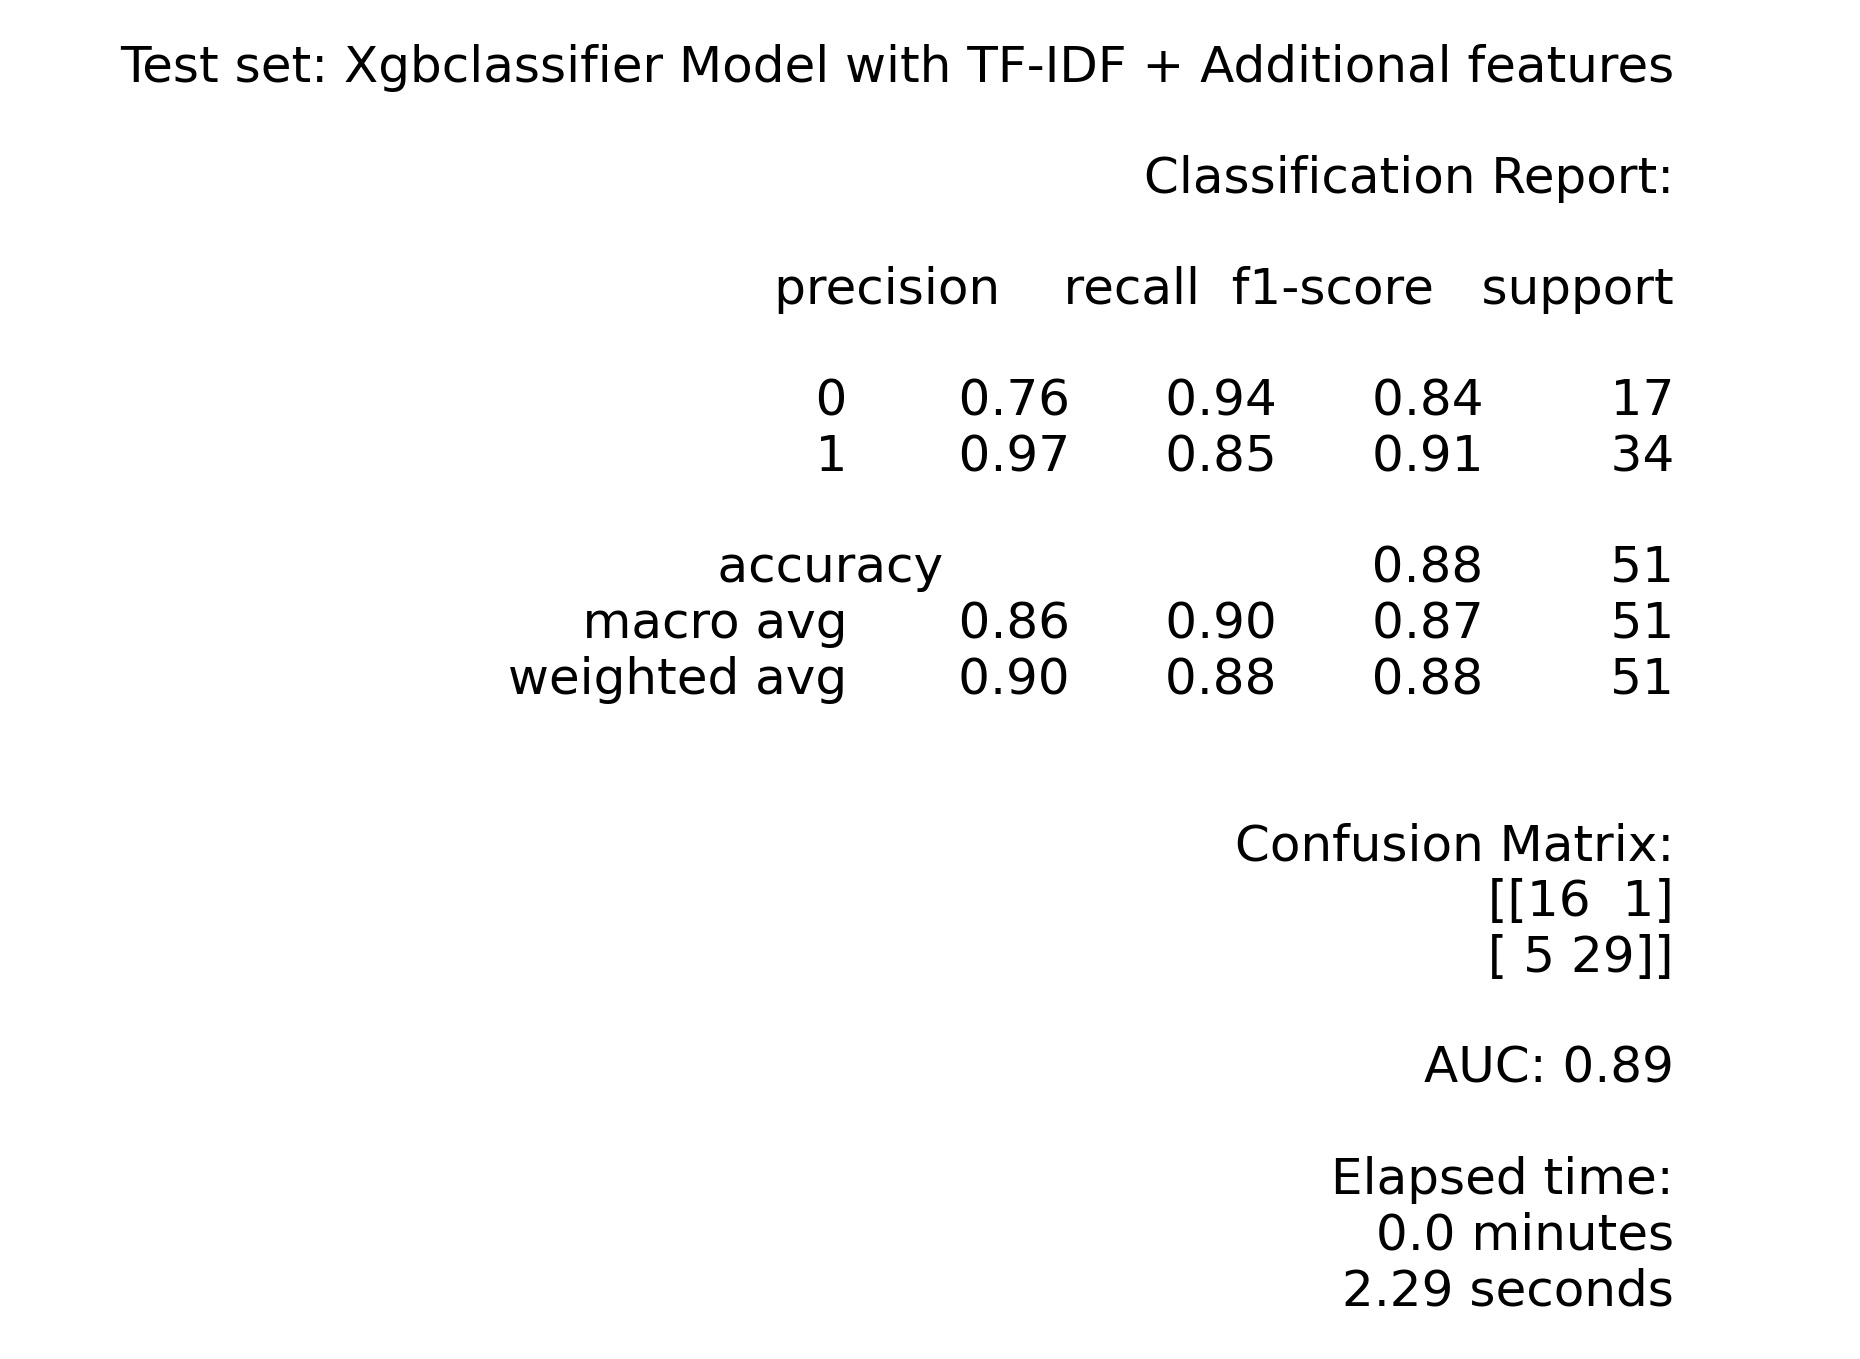 Test set: Xgbclassifier Model with TF-IDF + Additional features
Classification Report:
precision    recall  f1-score   support
0       0.76      0.94      0.84        17
1       0.97      0.85      0.91        34
accuracy                           0.88        51
macro avg       0.86      0.90      0.87        51
weighted avg       0.90      0.88      0.88        51
Confusion Matrix:
[[16  1]
[ 5 29]]
AUC: 0.89
Elapsed time:
0.0 minutes
2.29 seconds